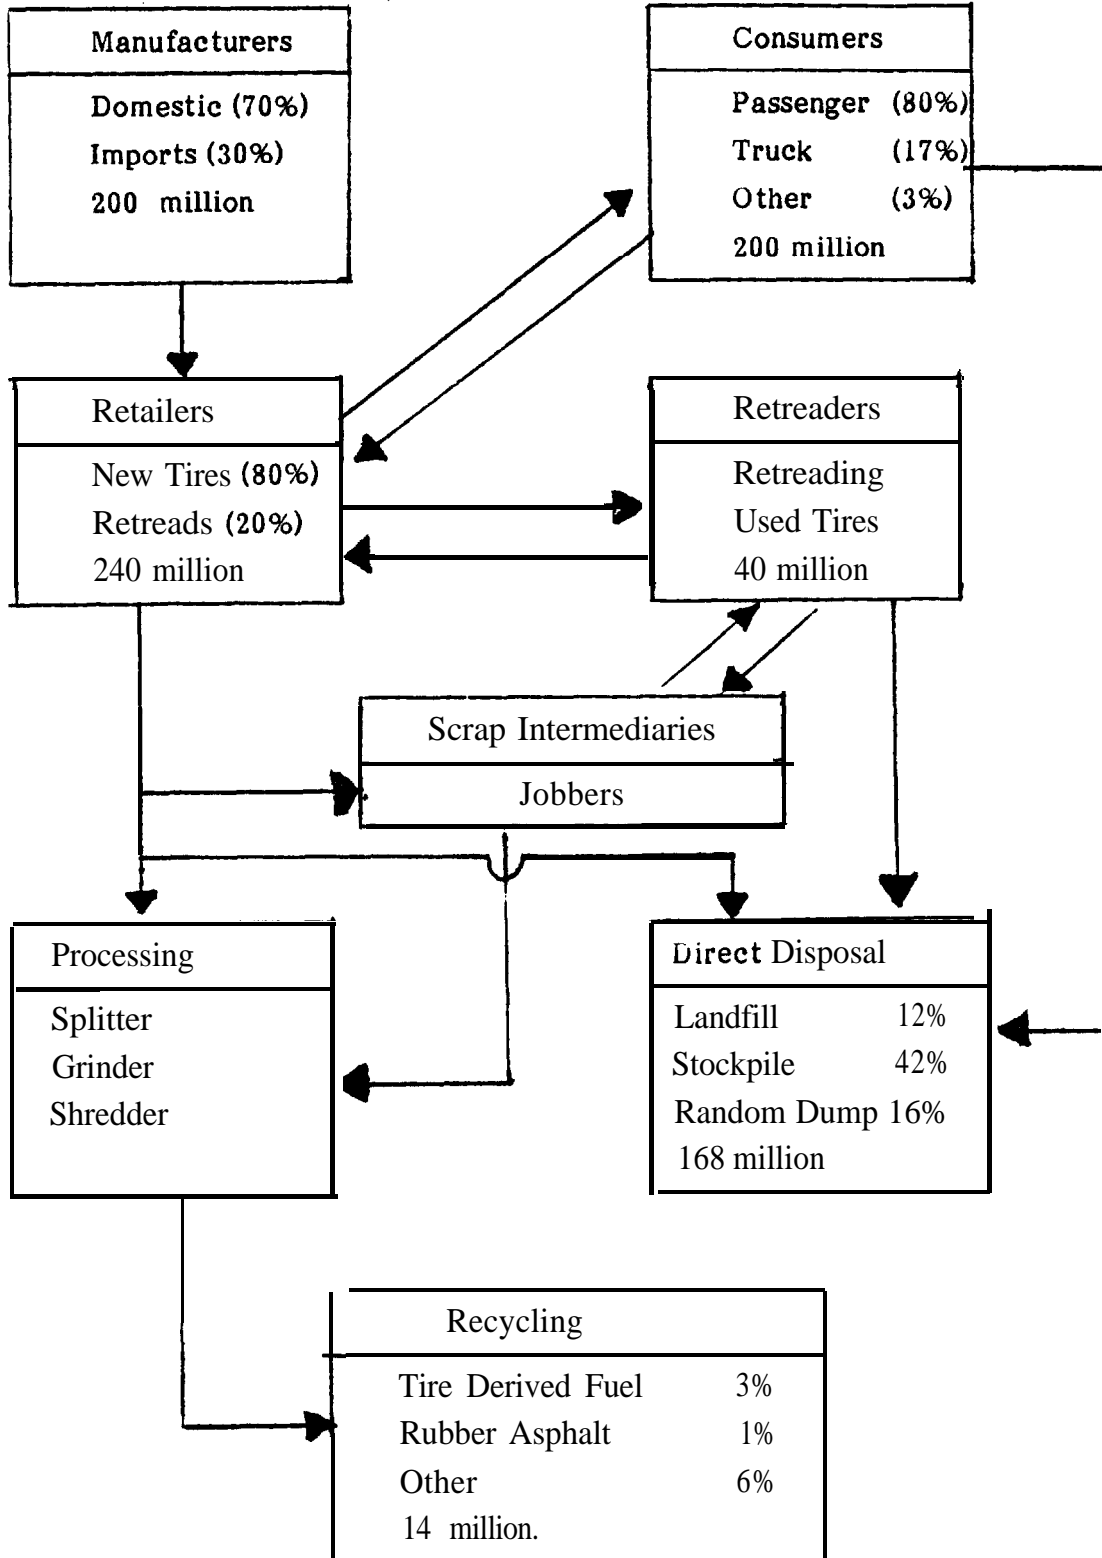 Manufacturers
Domestic (70%)
Imports (30%)
200 million
Consumers
Passenger (80%)
Truck (17%)
Other (3%)
200 million
Retailers
New Tires (80%)
Retreads (20%)
240 million
Retreaders
Retreading
Used Tires
40 million
Scrap Intermediaries
Jobbers
Processing
Splitter
Grinder
Shredder
Direct Disposal
Landfill 12%
Stockpile 42%
Random Dump 16%
168 million
Recycling
Tire Derived Fuel 3%
Rubber Asphalt 1%
Other 6%
14 million.